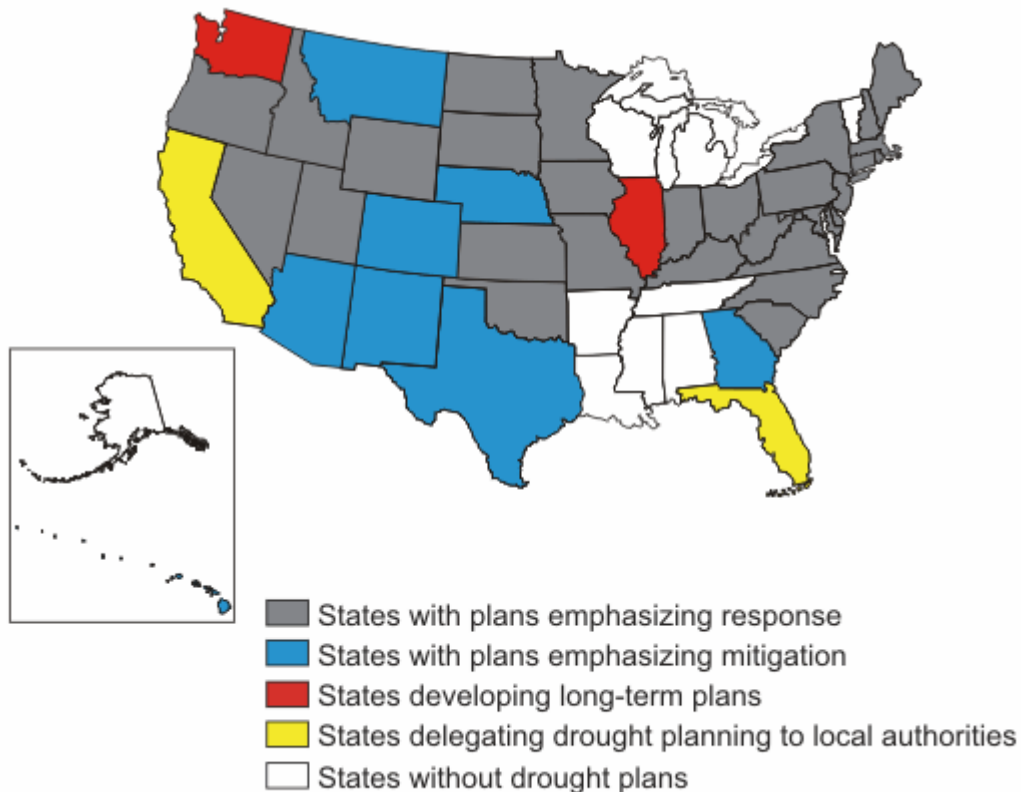 States with plans emphasizing response
States with plans emphasizing mitigation
States developing long-term plans
States delegating drought planning to local authorities
States without drought plans